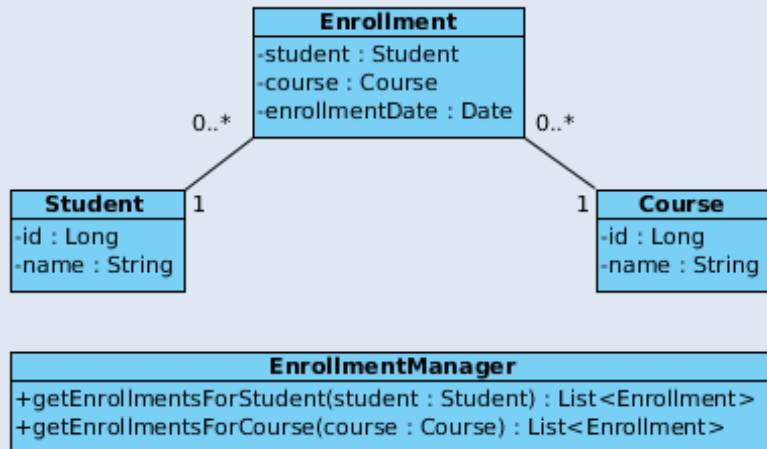 Enrollment
-student : Student
-course : Course
-enrollmentDate : Date
0..*
0..*
Student
1
1
Course
-id : Long
-name : String
-id : Long
-name : String
EnrollmentManager
+getEnrollmentsForStudent(student : Student) : List<Enrollment>
+getEnrollmentsForCourse(course : Course) : List<Enrollment>